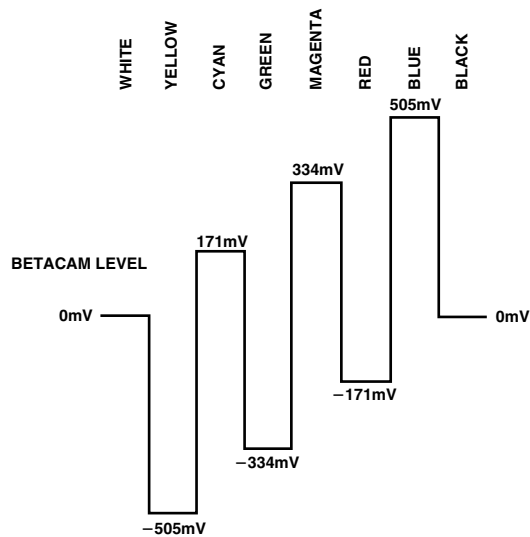 WHITE
YELLOW
CYAN
GREEN
MAGENTA
RED
BLUE
BLACK
505mV
334mV
171mV
BETACAM LEVEL
0mV
0mV
−171mV
−334mV
−505mV